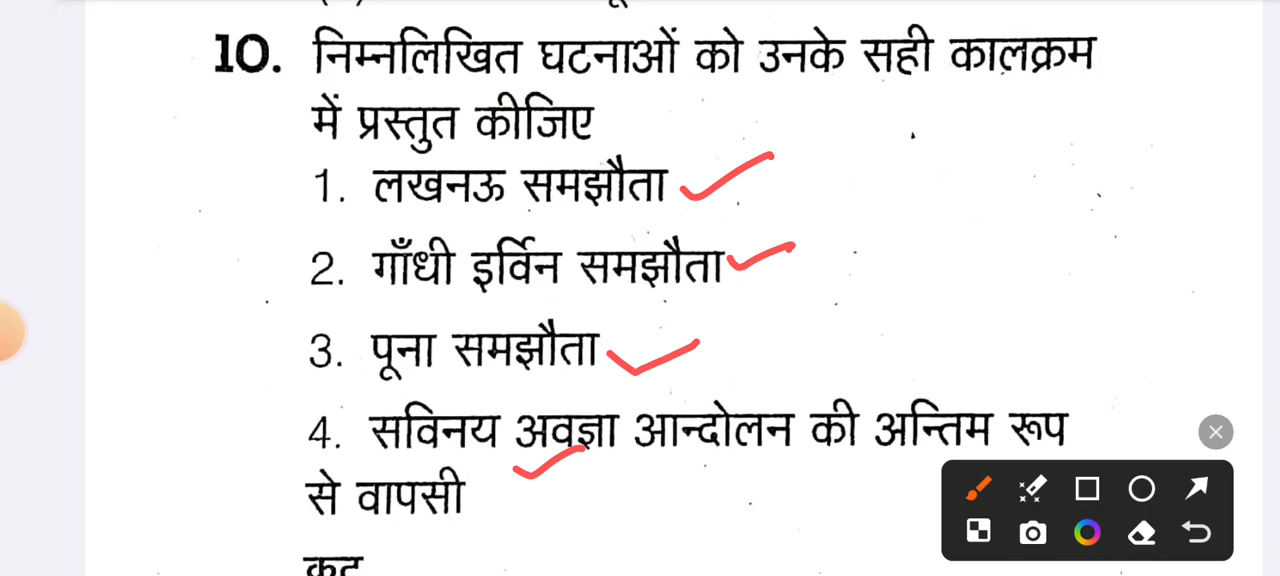 10. निम्नलिखित घटनाओं को उनके सही कालक्रम
में प्रस्तुत कीजिए
1. लखनऊ समझौता
2. गाँधी इर्विन समझौता
3. पूना समझौता
4. सविनय अवज्ञा आन्दोलन की अन्तिम रूप
से वापसी